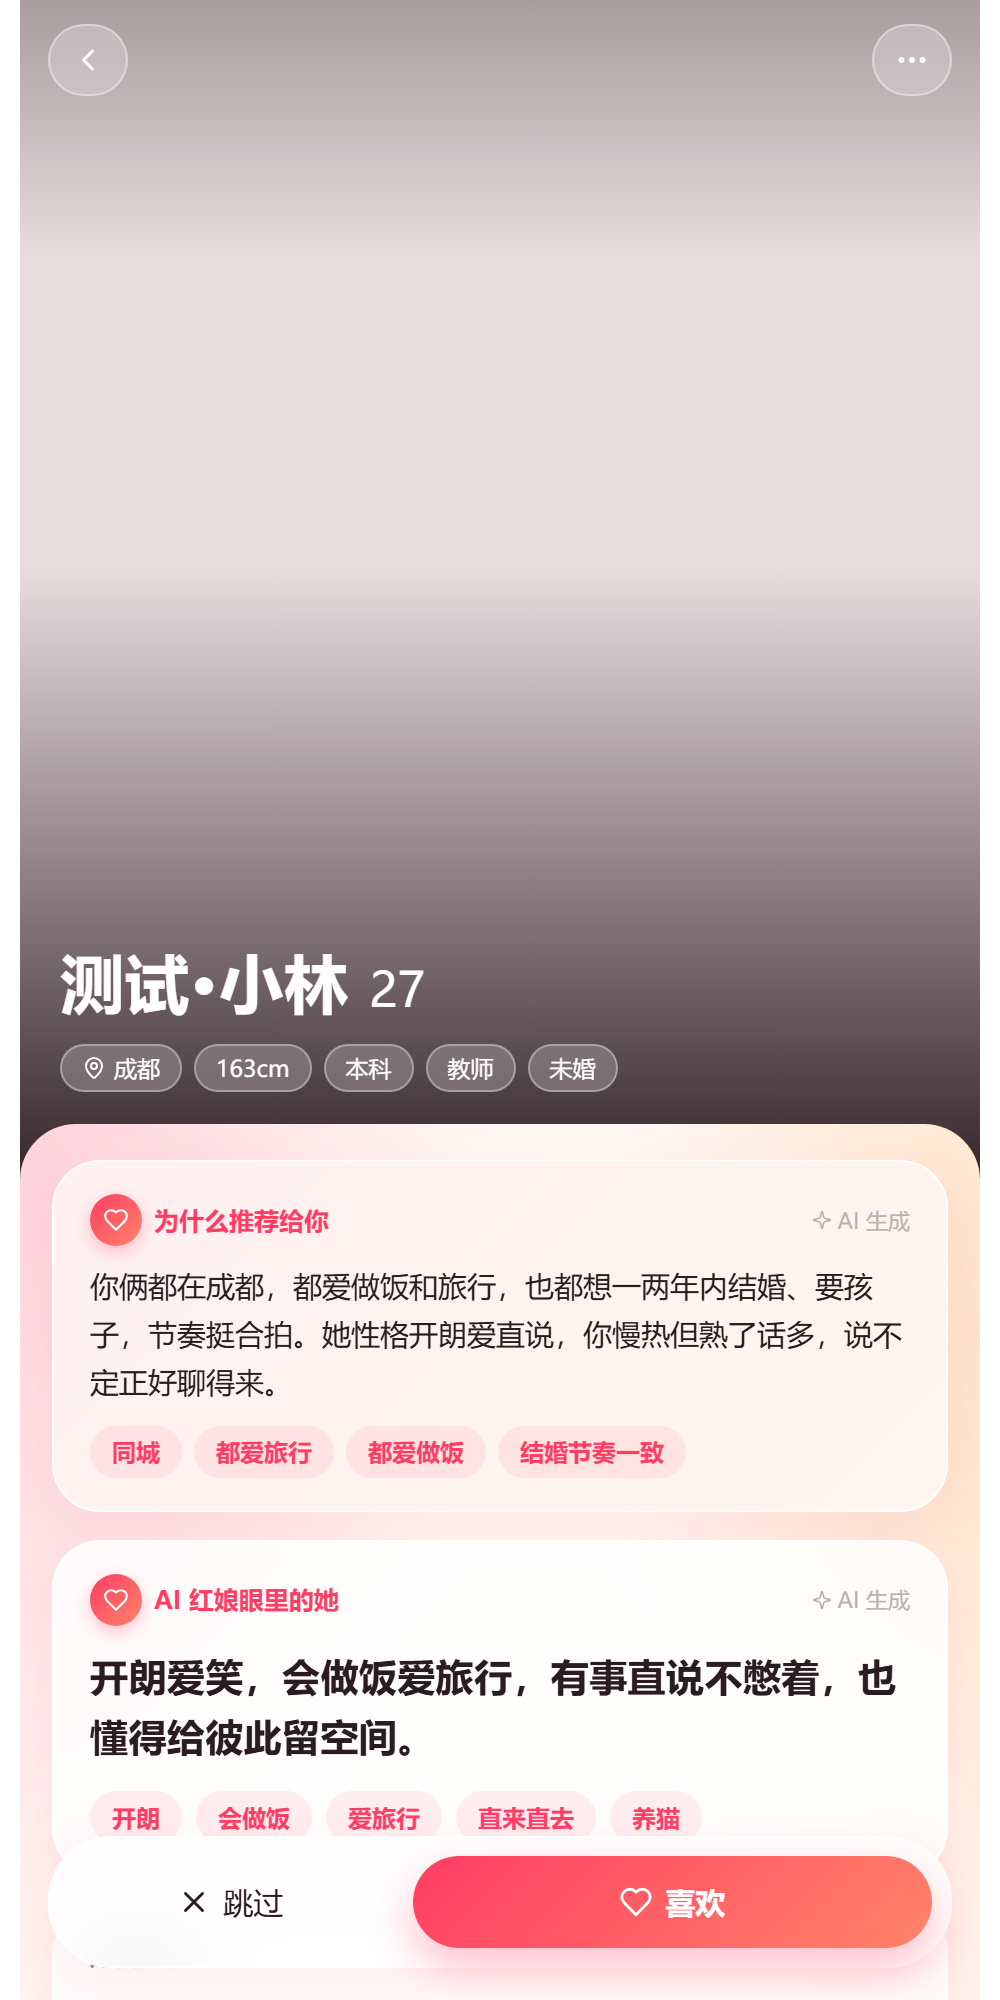 测试•小林 27
成都 163cm 本科 教师 未婚
为什么推荐给你 AI 生成
你俩都在成都，都爱做饭和旅行，也都想一两年内结婚、要孩
子，节奏挺合拍。她性格开朗爱直说，你慢热但熟了话多，说不
定正好聊得来。
同城 都爱旅行 都爱做饭 结婚节奏一致
AI 红娘眼里的她 AI 生成
开朗爱笑，会做饭爱旅行，有事直说不憋着，也
懂得给彼此留空间。
开朗 会做饭 爱旅行 直来直去 养猫
跳过 喜欢